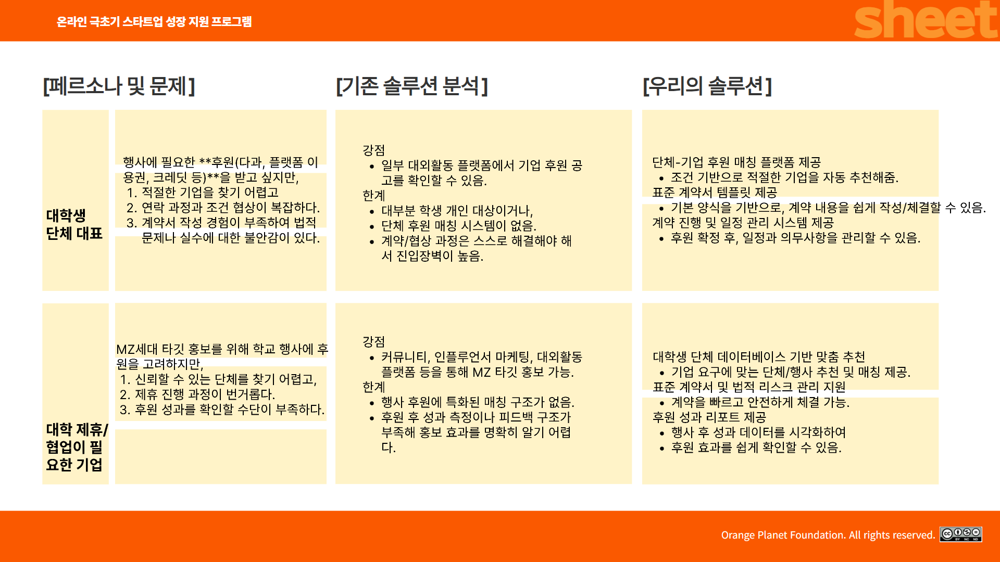 온라인 극초기 스타트업 성장 지원 프로그램
sheet
[페르소나 및 문제]
[기존 솔루션 분석]
[우리의 솔루션]
대학생
단체 대표
행사에 필요한 **후원(다과, 플랫폼 이
용권, 크레딧 등)**을 받고 싶지만,
1. 적절한 기업을 찾기 어렵고
2. 연락 과정과 조건 협상이 복잡하다.
3. 계약서 작성 경험이 부족하여 법적
문제나 실수에 대한 불안감이 있다.
강점
• 일부 대외활동 플랫폼에서 기업 후원 공
고를 확인할 수 있음.
한계
• 대부분 학생 개인 대상이거나,
• 단체 후원 매칭 시스템이 없음.
• 계약/협상 과정은 스스로 해결해야 해
서 진입장벽이 높음.
단체-기업 후원 매칭 플랫폼 제공
• 조건 기반으로 적절한 기업을 자동 추천해줌.
표준 계약서 템플릿 제공
• 기본 양식을 기반으로, 계약 내용을 쉽게 작성/체결할 수 있음.
계약 진행 및 일정 관리 시스템 제공
• 후원 확정 후, 일정과 의무사항을 관리할 수 있음.
대학 제휴/
협업이 필
요한 기업
MZ세대 타깃 홍보를 위해 학교 행사에 후
원을 고려하지만,
1. 신뢰할 수 있는 단체를 찾기 어렵고,
2. 제휴 진행 과정이 번거롭다.
3. 후원 성과를 확인할 수단이 부족하다.
강점
• 커뮤니티, 인플루언서 마케팅, 대외활동
플랫폼 등을 통해 MZ 타깃 홍보 가능.
한계
• 행사 후원에 특화된 매칭 구조가 없음.
• 후원 후 성과 측정이나 피드백 구조가
부족해 홍보 효과를 명확히 알기 어렵
다.
대학생 단체 데이터베이스 기반 맞춤 추천
• 기업 요구에 맞는 단체/행사 추천 및 매칭 제공.
표준 계약서 및 법적 리스크 관리 지원
• 계약을 빠르고 안전하게 체결 가능.
후원 성과 리포트 제공
• 행사 후 성과 데이터를 시각화하여
• 후원 효과를 쉽게 확인할 수 있음.
Orange Planet Foundation. All rights reserved.
cc BY NC ND